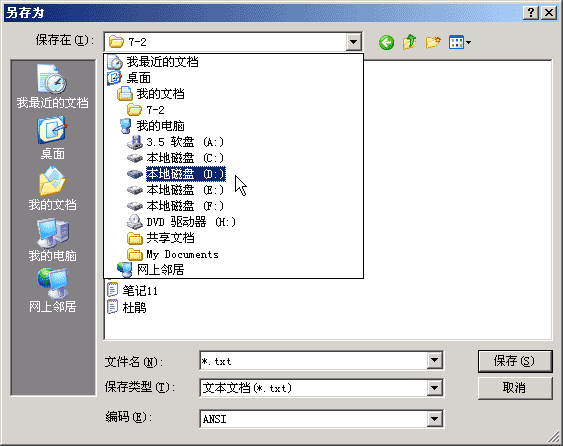 另存为
保存在(I):
7-2
我最近的文档
桌面
我的文档
我的电脑
网上邻居
我最近的文档
桌面
我的文档
7-2
我的电脑
3.5 软盘 (A:)
本地磁盘 (C:)
本地磁盘 (D:)
本地磁盘 (E:)
本地磁盘 (F:)
DVD 驱动器 (H:)
共享文档
My Documents
网上邻居
笔记11
杜鹃
文件名(N):
*.txt
保存(S)
保存类型(T):
文本文档(*.txt)
取消
编码(E):
ANSI